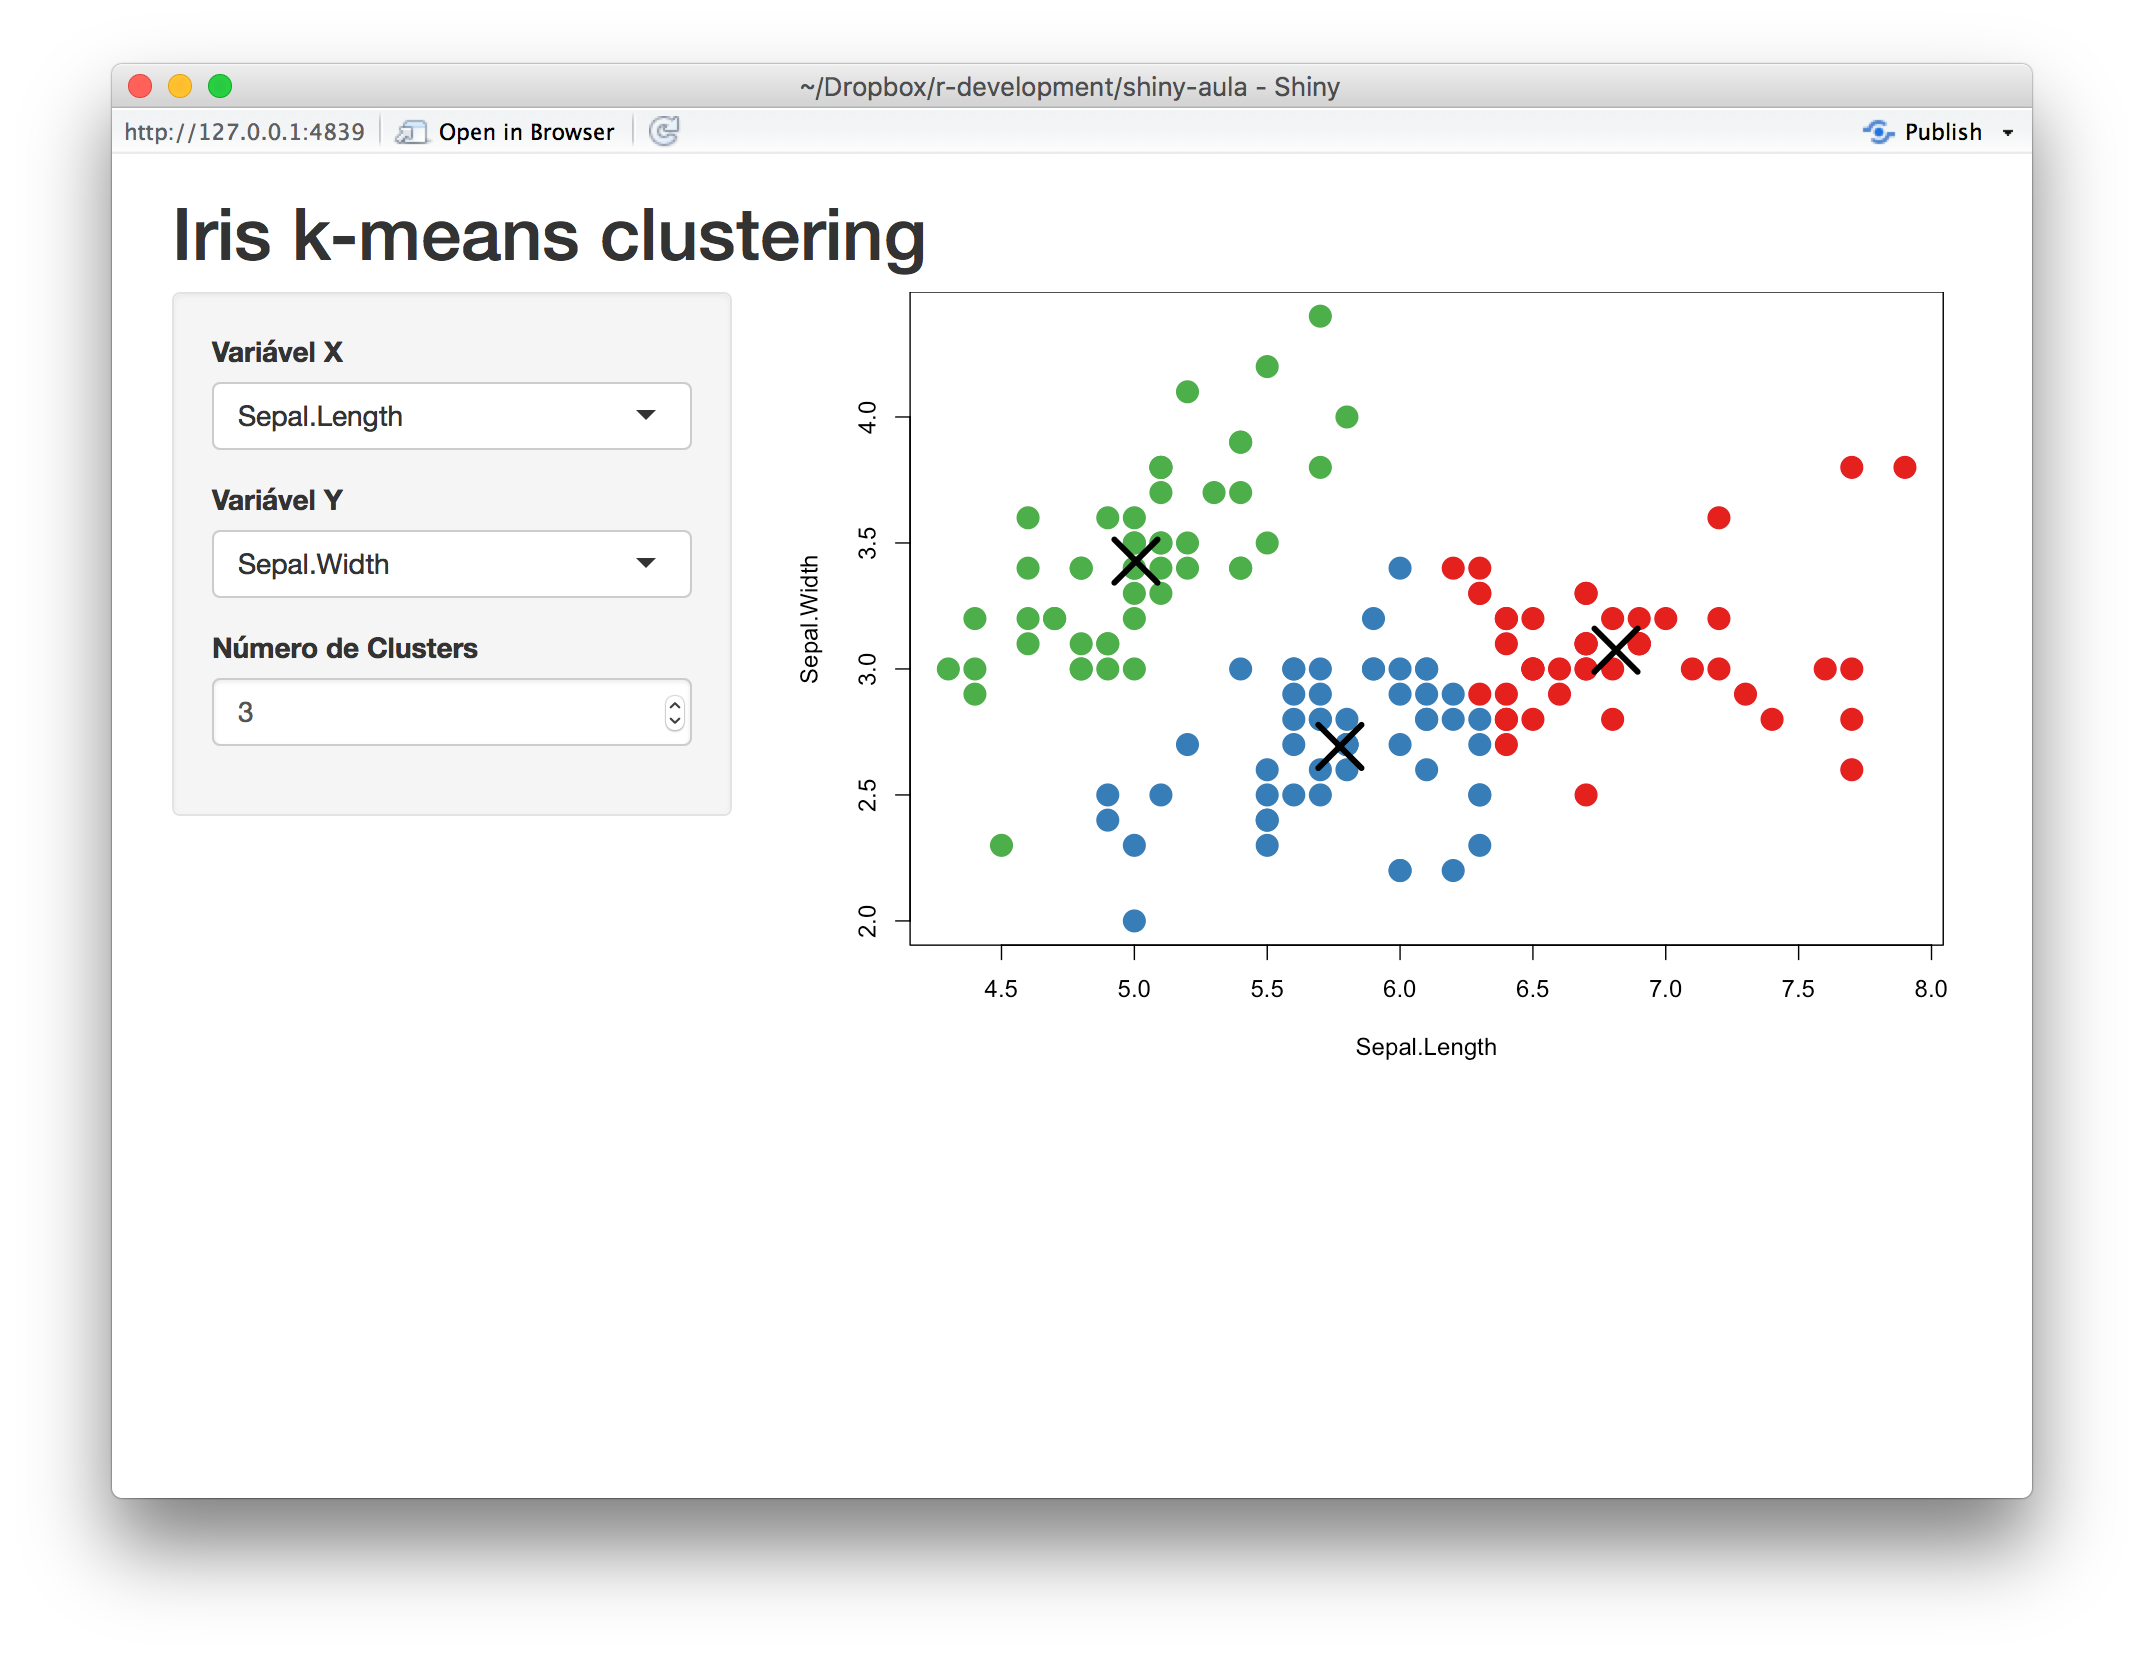 ~/Dropbox/r-development/shiny-aula - Shiny
http://127.0.0.1:4839 Open in Browser Publish
Iris k-means clustering
Variável X
Sepal.Length
Variável Y
Sepal.Width
Número de Clusters
3
Sepal.Width
4.0
3.5
3.0
2.5
2.0
4.5 5.0 5.5 6.0 6.5 7.0 7.5 8.0
Sepal.Length